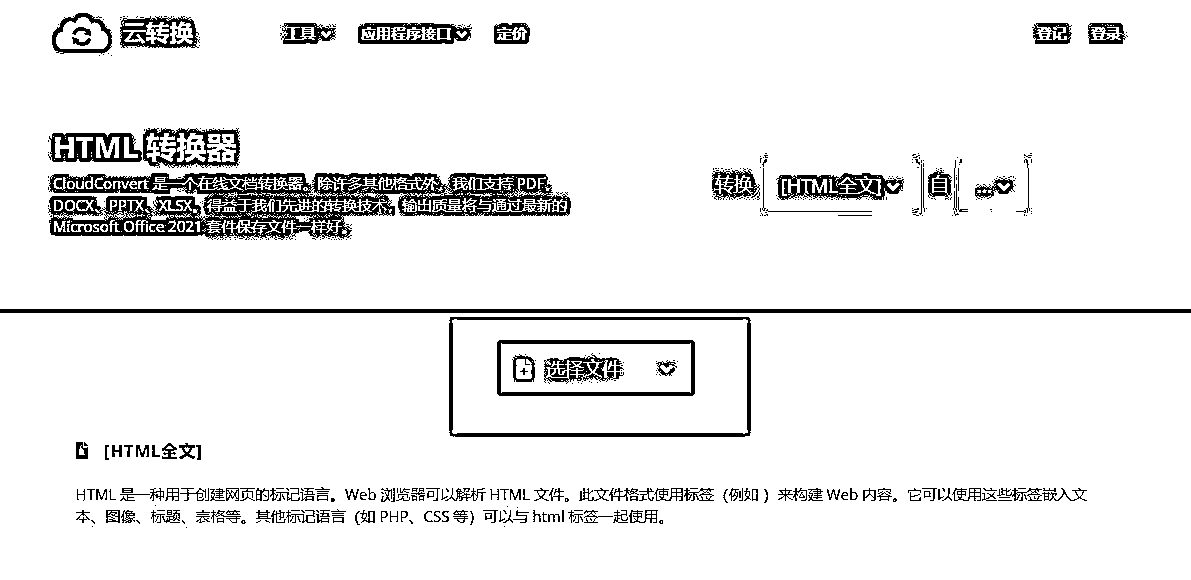 云转换
工具
应用程序接口
定价
登记
登录
HTML 转换器
CloudConvert 是一个在线文档转换器。除许多其他格式外，我们支持 PDF、
DOCX、PPTX、XLSX。得益于我们先进的转换技术，输出质量将与通过最新的
Microsoft Office 2021 套件保存文件一样好。
转换 [HTML全文] 自 ...
选择文件
[HTML全文]
HTML 是一种用于创建网页的标记语言。Web 浏览器可以解析 HTML 文件。此文件格式使用标签（例如 ）来构建 Web 内容。它可以使用这些标签嵌入文
本、图像、标题、表格等。其他标记语言（如 PHP、CSS 等）可以与 html 标签一起使用。